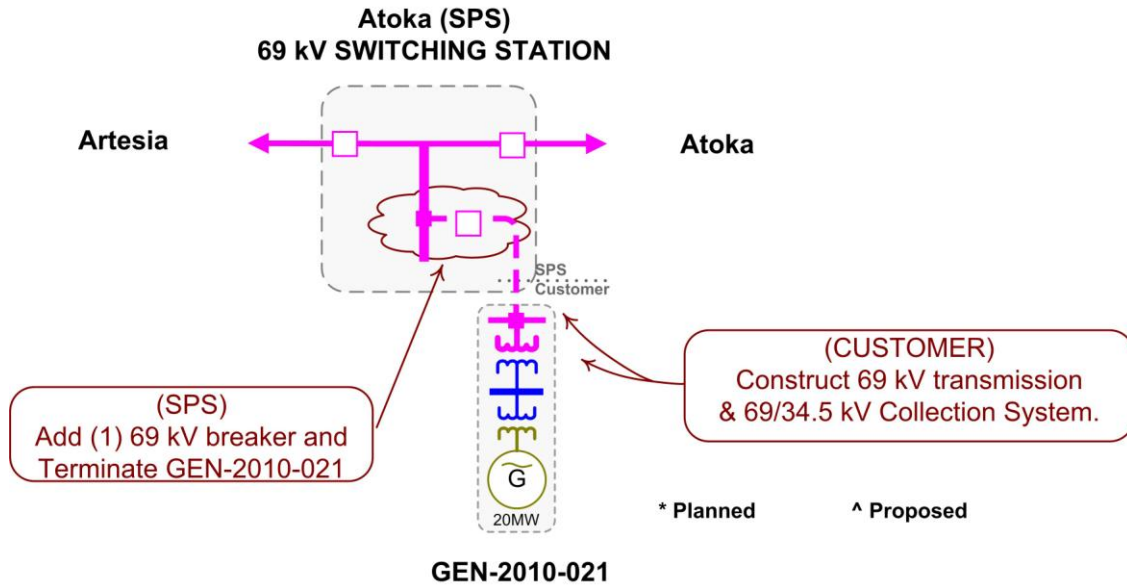 Atoka (SPS)
69 kV SWITCHING STATION
Artesia
Atoka
SPS
Customer
(SPS)
Add (1) 69 kV breaker and
Terminate GEN-2010-021
(CUSTOMER)
Construct 69 kV transmission
& 69/34.5 kV Collection System.
G
20MW
* Planned
^ Proposed
GEN-2010-021